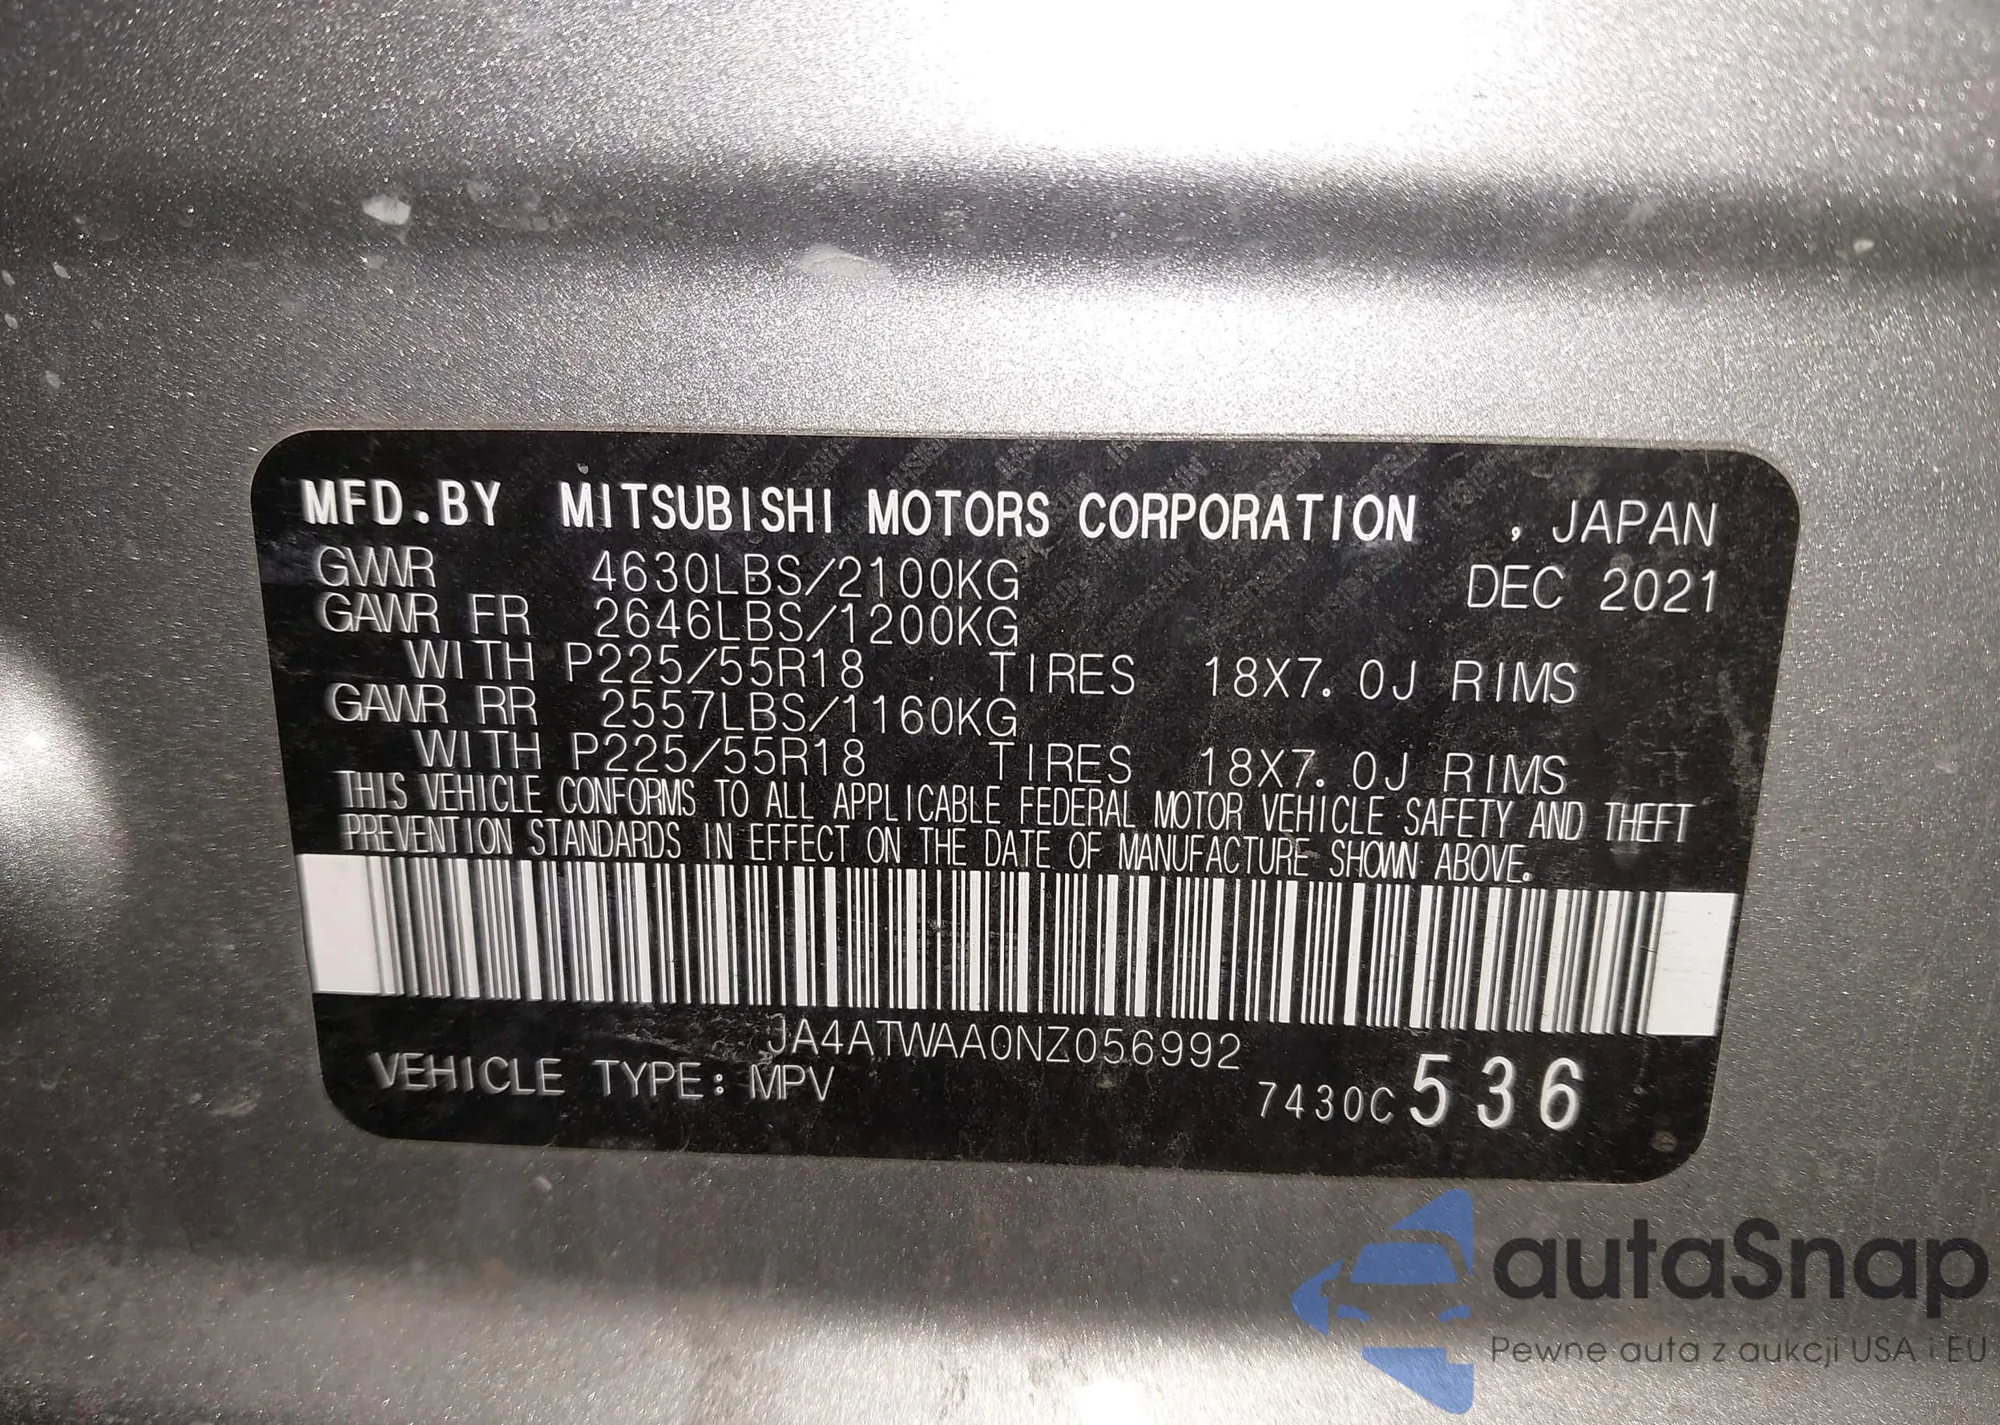 MFD.BY MITSUBISHI MOTORS CORPORATION , JAPAN
GVWR 4630LBS/2100KG DEC 2021
GAWR FR 2646LBS/1200KG
WITH P225/55R18 TIRES 18X7.0J RIMS
GAWR RR 2557LBS/1160KG
WITH P225/55R18 TIRES 18X7.0J RIMS
THIS VEHICLE CONFORMS TO ALL APPLICABLE FEDERAL MOTOR VEHICLE SAFETY AND THEFT
PREVENTION STANDARDS IN EFFECT ON THE DATE OF MANUFACTURE SHOWN ABOVE.
JA4ATWAA0NZ056992
VEHICLE TYPE: MPV 7430C536
autaSnap
Pewne auta z aukcji USA i EU